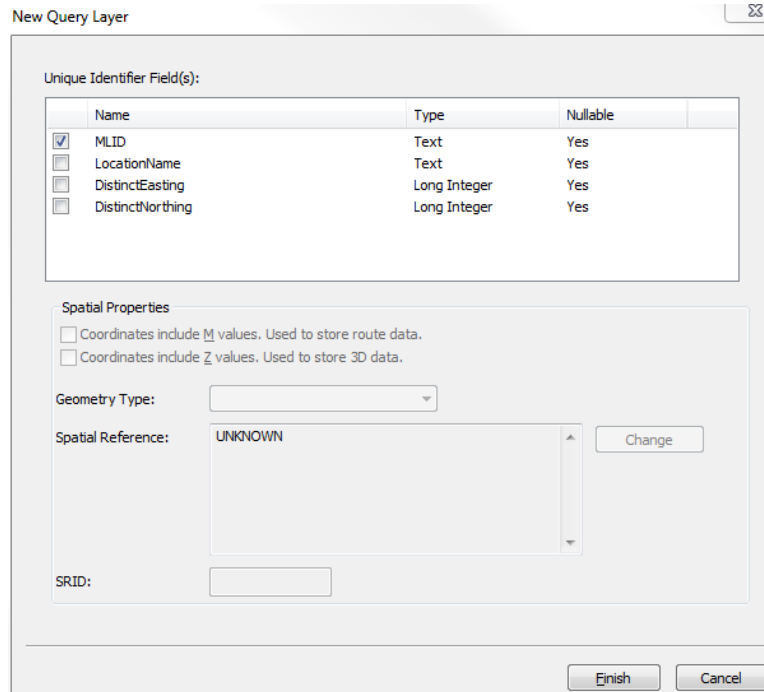 New Query Layer
Unique Identifier Field(s):
Name Type Nullable
MLID Text Yes
LocationName Text Yes
DistinctEasting Long Integer Yes
DistinctNorthing Long Integer Yes
Spatial Properties
Coordinates include M values. Used to store route data.
Coordinates include Z values. Used to store 3D data.
Geometry Type:
Spatial Reference: UNKNOWN Change
SRID:
Finish Cancel